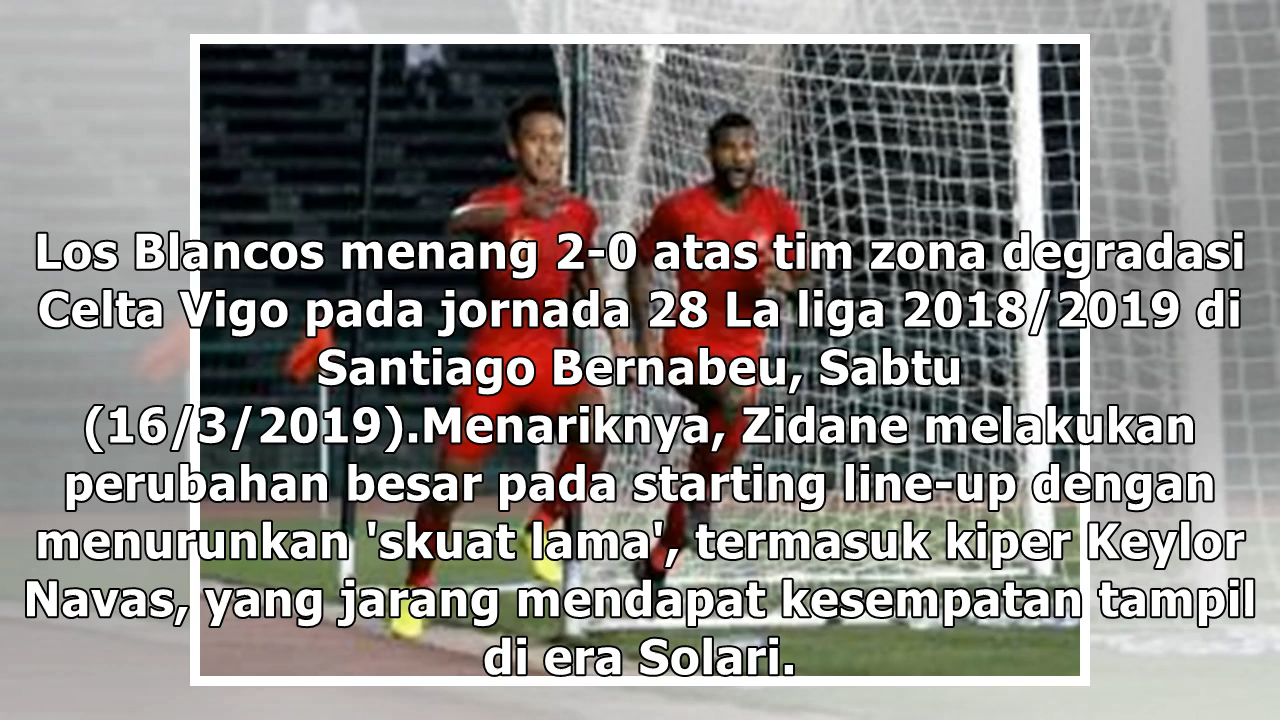 Los Blancos menang 2-0 atas tim zona degradasi
Celta Vigo pada jornada 28 La liga 2018/2019 di
Santiago Bernabeu, Sabtu
(16/3/2019).Menariknya, Zidane melakukan
perubahan besar pada starting line-up dengan
menurunkan 'skuat lama', termasuk kiper Keylor
Navas, yang jarang mendapat kesempatan tampil
di era Solari.